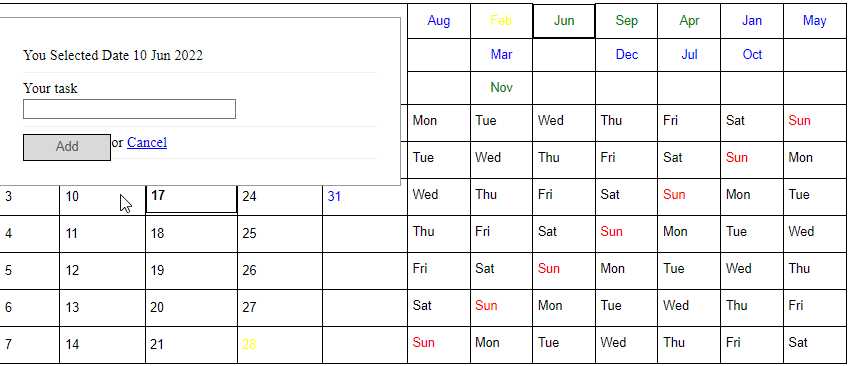 Aug Feb Jun Sep Apr Jan May
You Selected Date 10 Jun 2022
Mar Dec Jul Oct
Your task
Nov
Mon Tue Wed Thu Fri Sat Sun
Add or Cancel
Tue Wed Thu Fri Sat Sun Mon
3 10 17 24 31 Wed Thu Fri Sat Sun Mon Tue
4 11 18 25 Thu Fri Sat Sun Mon Tue Wed
5 12 19 26 Fri Sat Sun Mon Tue Wed Thu
6 13 20 27 Sat Sun Mon Tue Wed Thu Fri
7 14 21 28 Sun Mon Tue Wed Thu Fri Sat